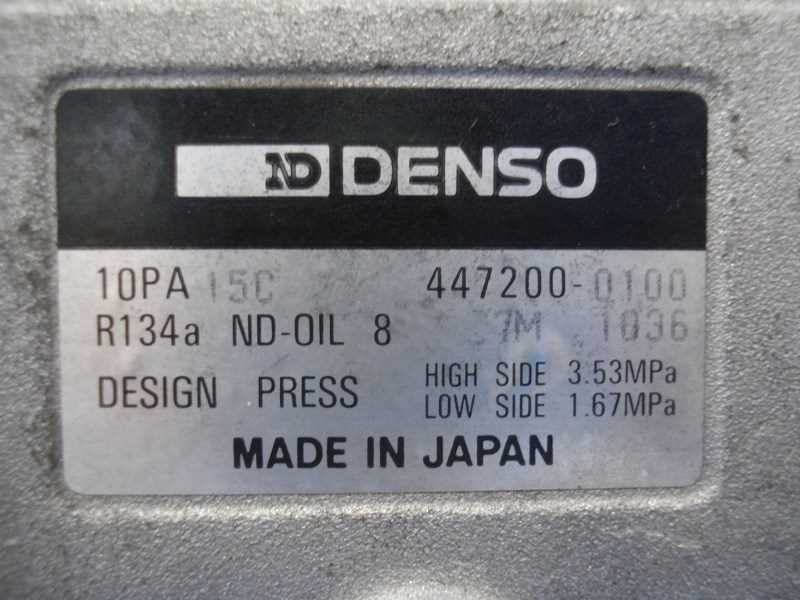 ND DENSO
10PA 15C 447200-0100
R134a ND-OIL 8 7M 1036
DESIGN PRESS HIGH SIDE 3.53MPa
LOW SIDE 1.67MPa
MADE IN JAPAN